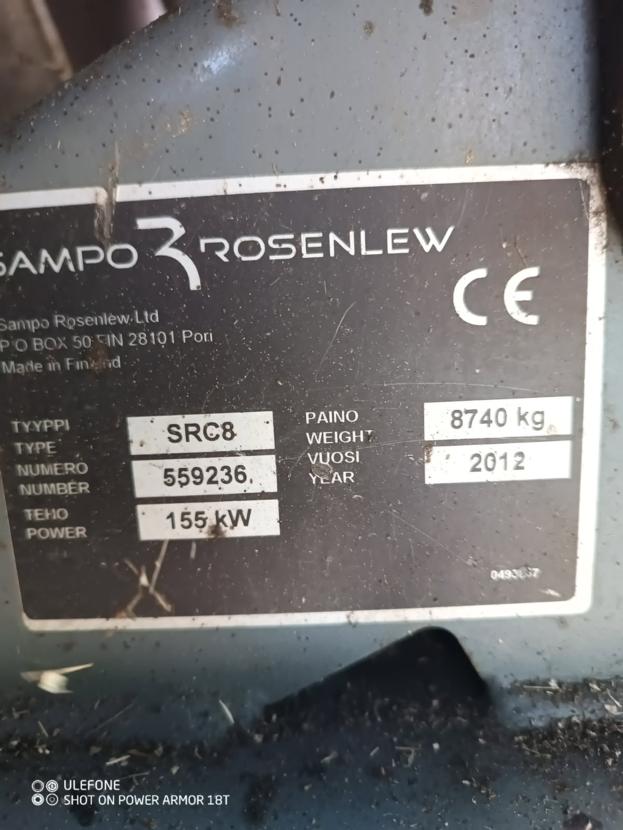 SAMPO ROSENLEW
CE
Sampo Rosenlew Ltd
P O BOX 50 FIN 28101 Pori
Made in Finland
TYYPPI
TYPE
SRC8
NUMERO
NUMBER
559236
TEHO
POWER
155 kW
PAINO
WEIGHT
8740 kg
VUOSI
YEAR
2012
ULEFONE
SHOT ON POWER ARMOR 18T